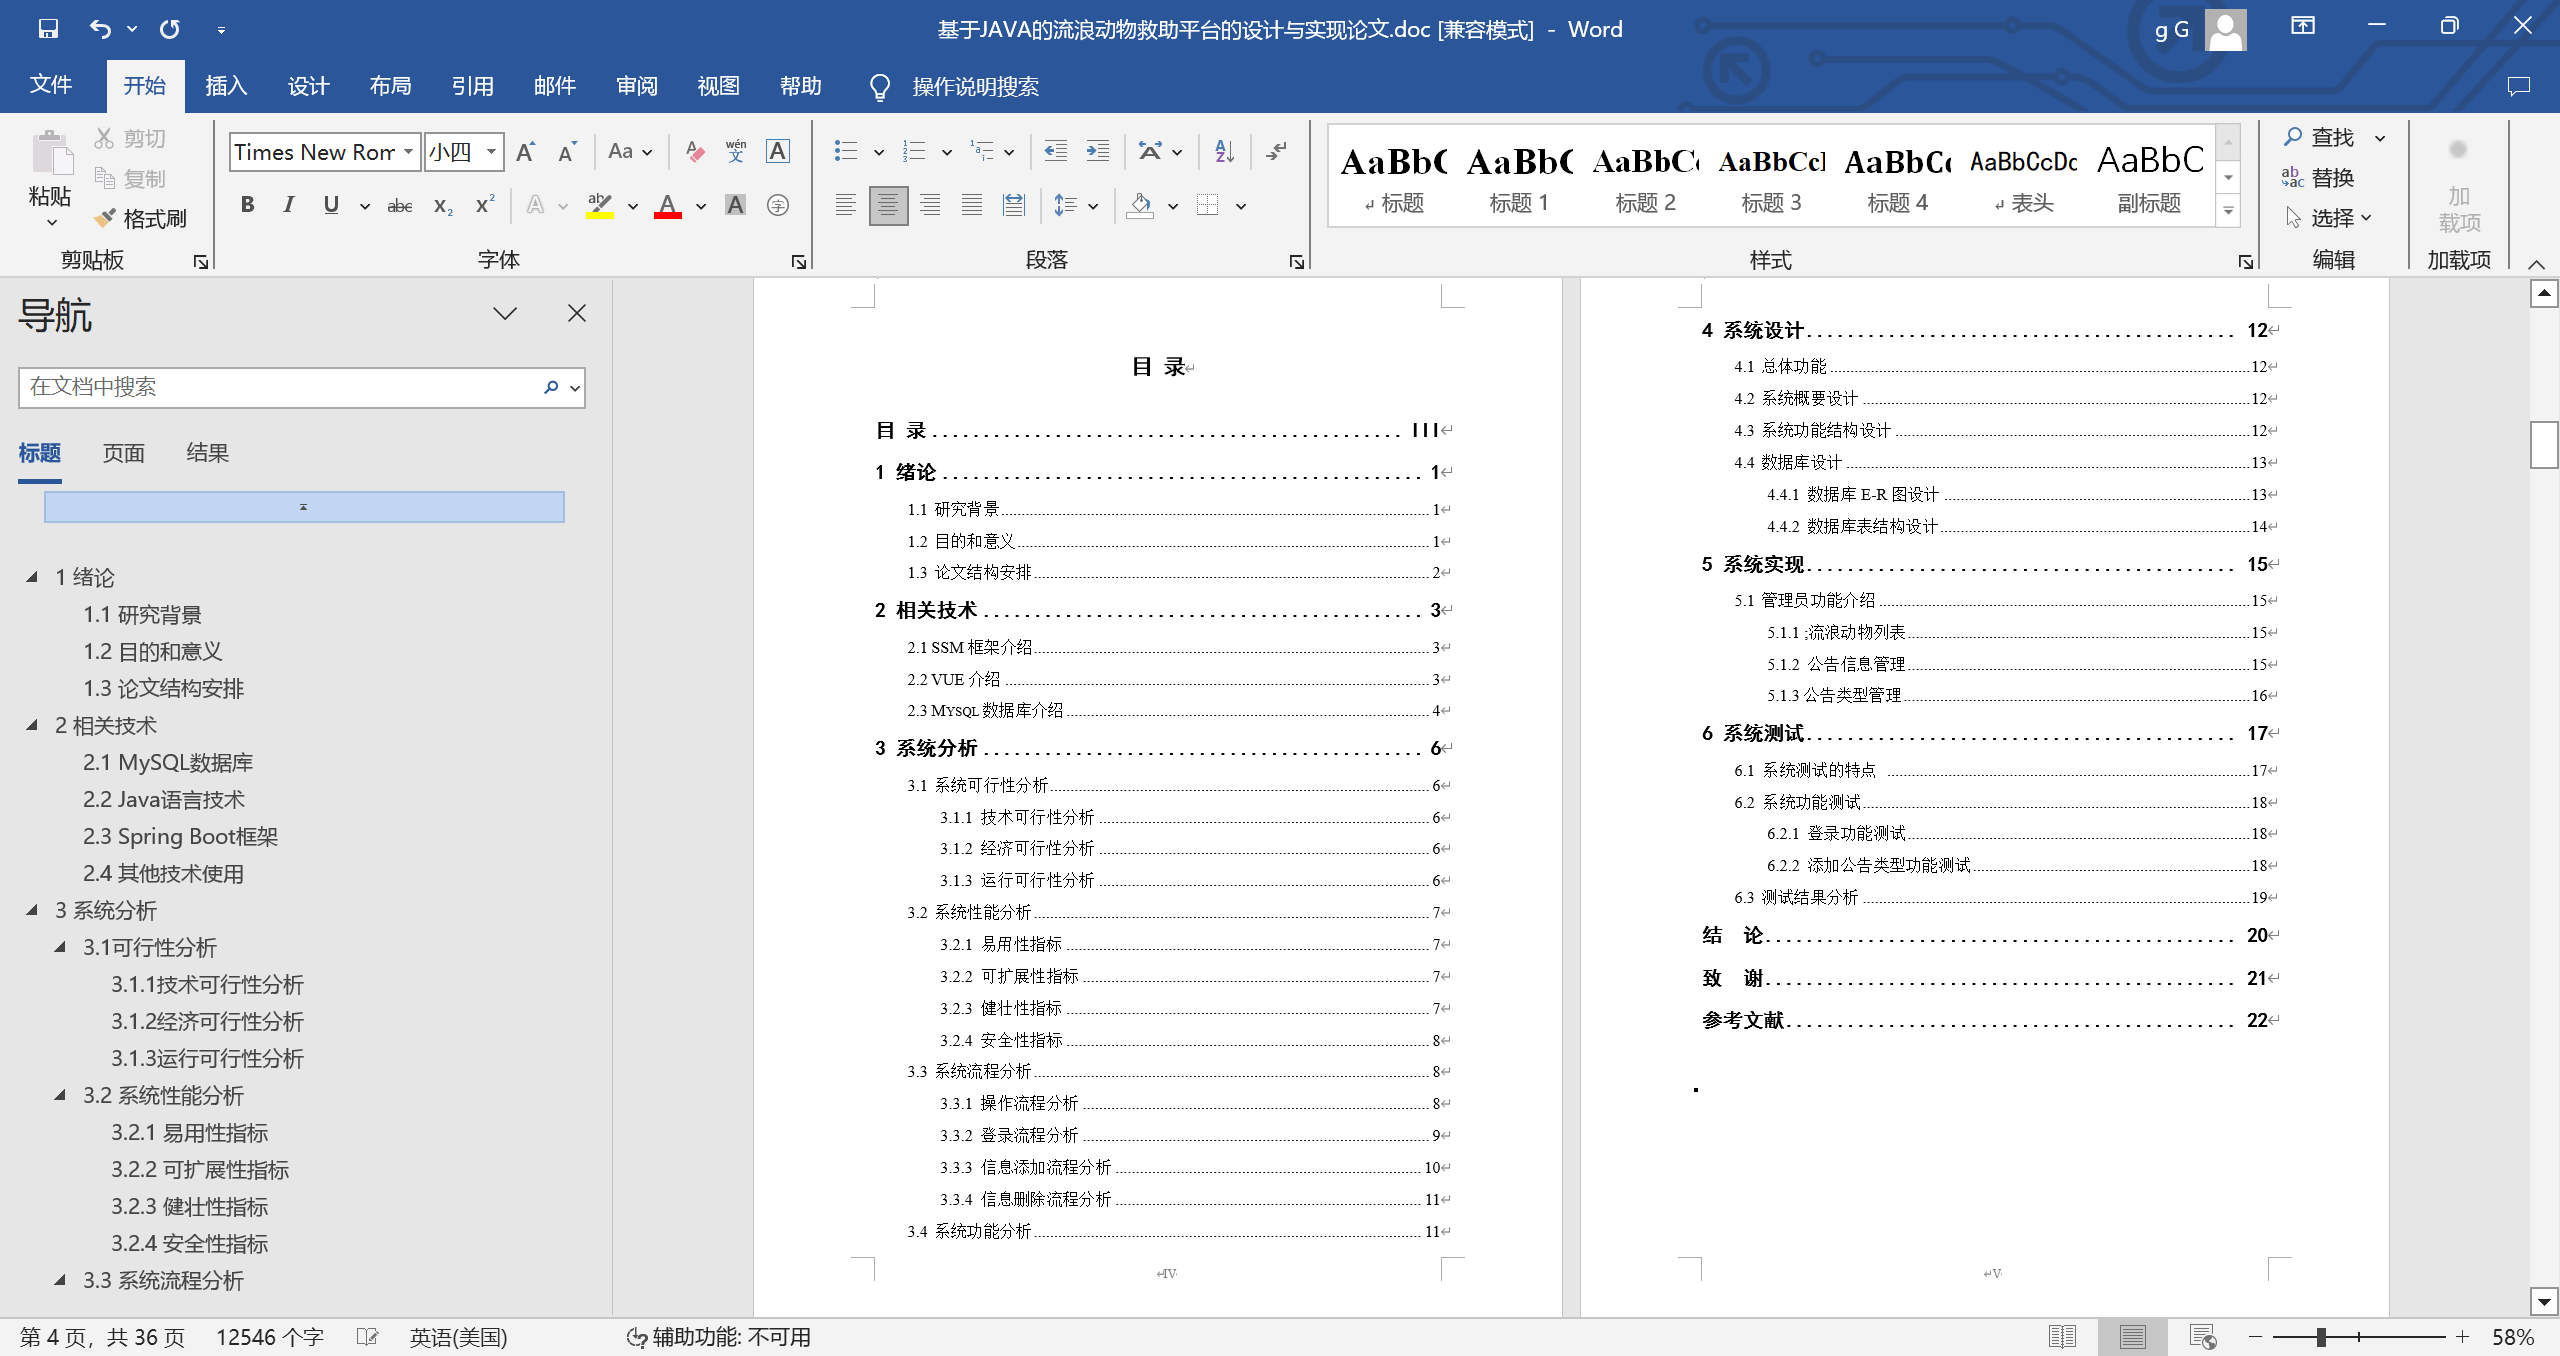 基于JAVA的流浪动物救助平台的设计与实现论文.doc [兼容模式] - Word
g G
文件 开始 插入 设计 布局 引用 邮件 审阅 视图 帮助 操作说明搜索
粘贴 剪切 复制 格式刷
剪贴板
Times New Ror 小四
字体
段落
AaBbC AaBbC AaBbC AaBbCcl AaBbCc AaBbCcDc AaBbC
标题 标题 1 标题 2 标题 3 标题 4 表头 副标题
样式
查找
替换
选择
编辑
加载项
加载项
导航
在文档中搜索
标题 页面 结果
1 绪论
1.1 研究背景
1.2 目的和意义
1.3 论文结构安排
2 相关技术
2.1 MySQL数据库
2.2 Java语言技术
2.3 Spring Boot框架
2.4 其他技术使用
3 系统分析
3.1可行性分析
3.1.1技术可行性分析
3.1.2经济可行性分析
3.1.3运行可行性分析
3.2 系统性能分析
3.2.1 易用性指标
3.2.2 可扩展性指标
3.2.3 健壮性指标
3.2.4 安全性指标
3.3 系统流程分析
目 录
目 录 III
1 绪论 1
1.1 研究背景 1
1.2 目的和意义 1
1.3 论文结构安排 2
2 相关技术 3
2.1 SSM 框架介绍 3
2.2 VUE 介绍 3
2.3 MYSQL 数据库介绍 4
3 系统分析 6
3.1 系统可行性分析 6
3.1.1 技术可行性分析 6
3.1.2 经济可行性分析 6
3.1.3 运行可行性分析 6
3.2 系统性能分析 7
3.2.1 易用性指标 7
3.2.2 可扩展性指标 7
3.2.3 健壮性指标 7
3.2.4 安全性指标 8
3.3 系统流程分析 8
3.3.1 操作流程分析 8
3.3.2 登录流程分析 9
3.3.3 信息添加流程分析 10
3.3.4 信息删除流程分析 11
3.4 系统功能分析 11
IV
4 系统设计 12
4.1 总体功能 12
4.2 系统概要设计 12
4.3 系统功能结构设计 12
4.4 数据库设计 13
4.4.1 数据库 E-R 图设计 13
4.4.2 数据库表结构设计 14
5 系统实现 15
5.1 管理员功能介绍 15
5.1.1 ;流浪动物列表 15
5.1.2 公告信息管理 15
5.1.3 公告类型管理 16
6 系统测试 17
6.1 系统测试的特点 17
6.2 系统功能测试 18
6.2.1 登录功能测试 18
6.2.2 添加公告类型功能测试 18
6.3 测试结果分析 19
结 论 20
致 谢 21
参考文献 22
V
第 4 页，共 36 页 12546 个字 英语(美国) 辅助功能: 不可用 58%